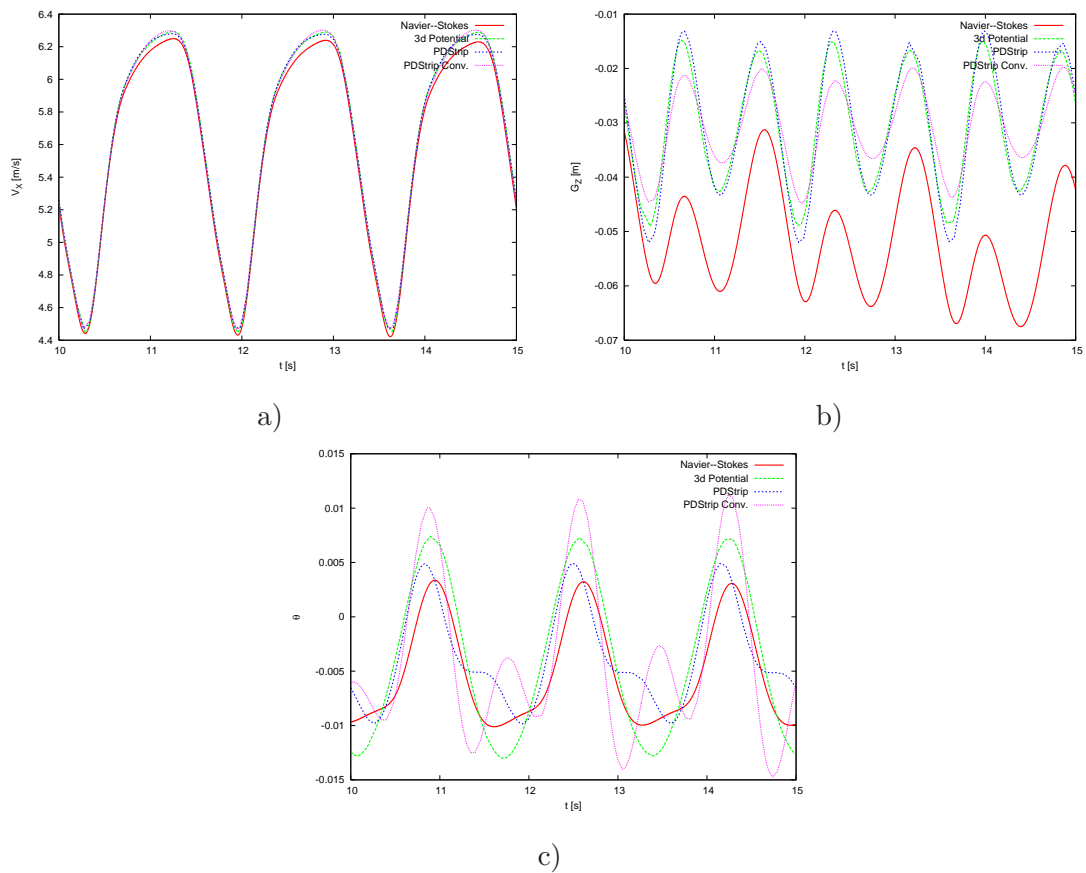 6.4
6.2
6
5.8
5.6
5.4
5.2
5
4.8
4.6
4.4
V_X [m/s]
10 11 12 13 14 15
t [s]
Navier--Stokes
3d Potential
PDStrip
PDStrip Conv.
a)
-0.01
-0.02
-0.03
-0.04
-0.05
-0.06
-0.07
G_Z [m]
10 11 12 13 14 15
t [s]
Navier--Stokes
3d Potential
PDStrip
PDStrip Conv.
b)
0.015
0.01
0.005
0
-0.005
-0.01
-0.015
θ
10 11 12 13 14 15
t [s]
Navier--Stokes
3d Potential
PDStrip
PDStrip Conv.
c)